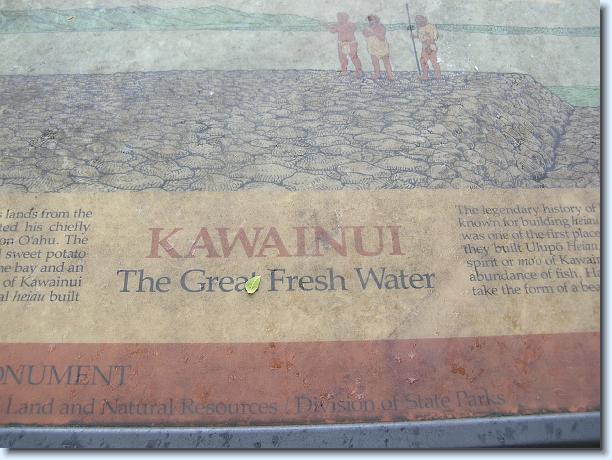 s lands from the
ted his chiefly
on O'ahu. The
sweet potato
he bay and an
of Kawainui
al heiau built
KAWAINUI
The Great Fresh Water
The legendary history of
known for building heiau
was one of the first place
they built Ulupō Heiau
spirit or mo'o of Kawain
abundance of fish. Ha
take the form of a bea
ONUMENT
Land and Natural Resources / Division of State Parks